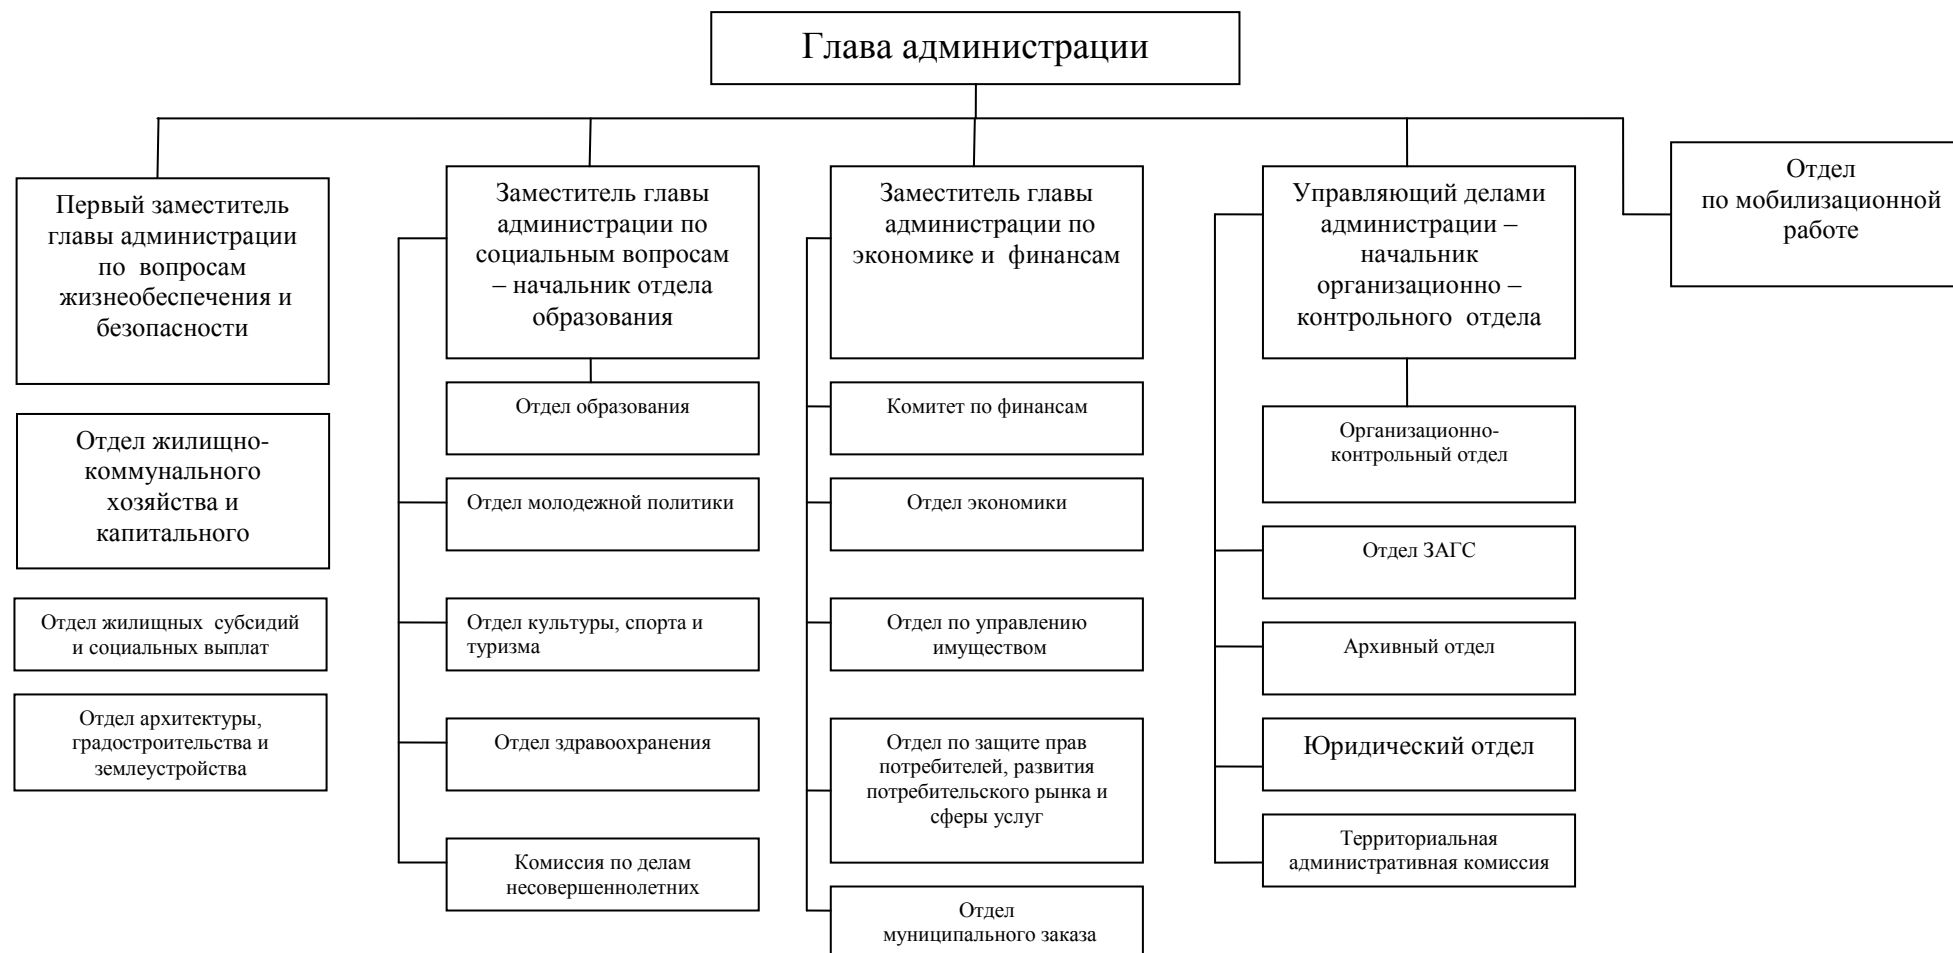 Глава администрации
Первый заместитель
главы администрации
по вопросам
жизнеобеспечения и
безопасности
Отдел жилищно-
коммунального
хозяйства и
капитального
Отдел жилищных субсидий
и социальных выплат
Отдел архитектуры,
градостроительства и
землеустройства
Заместитель главы
администрации по
социальным вопросам
– начальник отдела
образования
Отдел образования
Отдел молодежной политики
Отдел культуры, спорта и
туризма
Отдел здравоохранения
Комиссия по делам
несовершеннолетних
Заместитель главы
администрации по
экономике и финансам
Комитет по финансам
Отдел экономики
Отдел по управлению
имуществом
Отдел по защите прав
потребителей, развития
потребительского рынка и
сферы услуг
Отдел
муниципального заказа
Управляющий делами
администрации –
начальник
организационно –
контрольного отдела
Организационно-
контрольный отдел
Отдел ЗАГС
Архивный отдел
Юридический отдел
Территориальная
административная комиссия
Отдел
по мобилизационной
работе